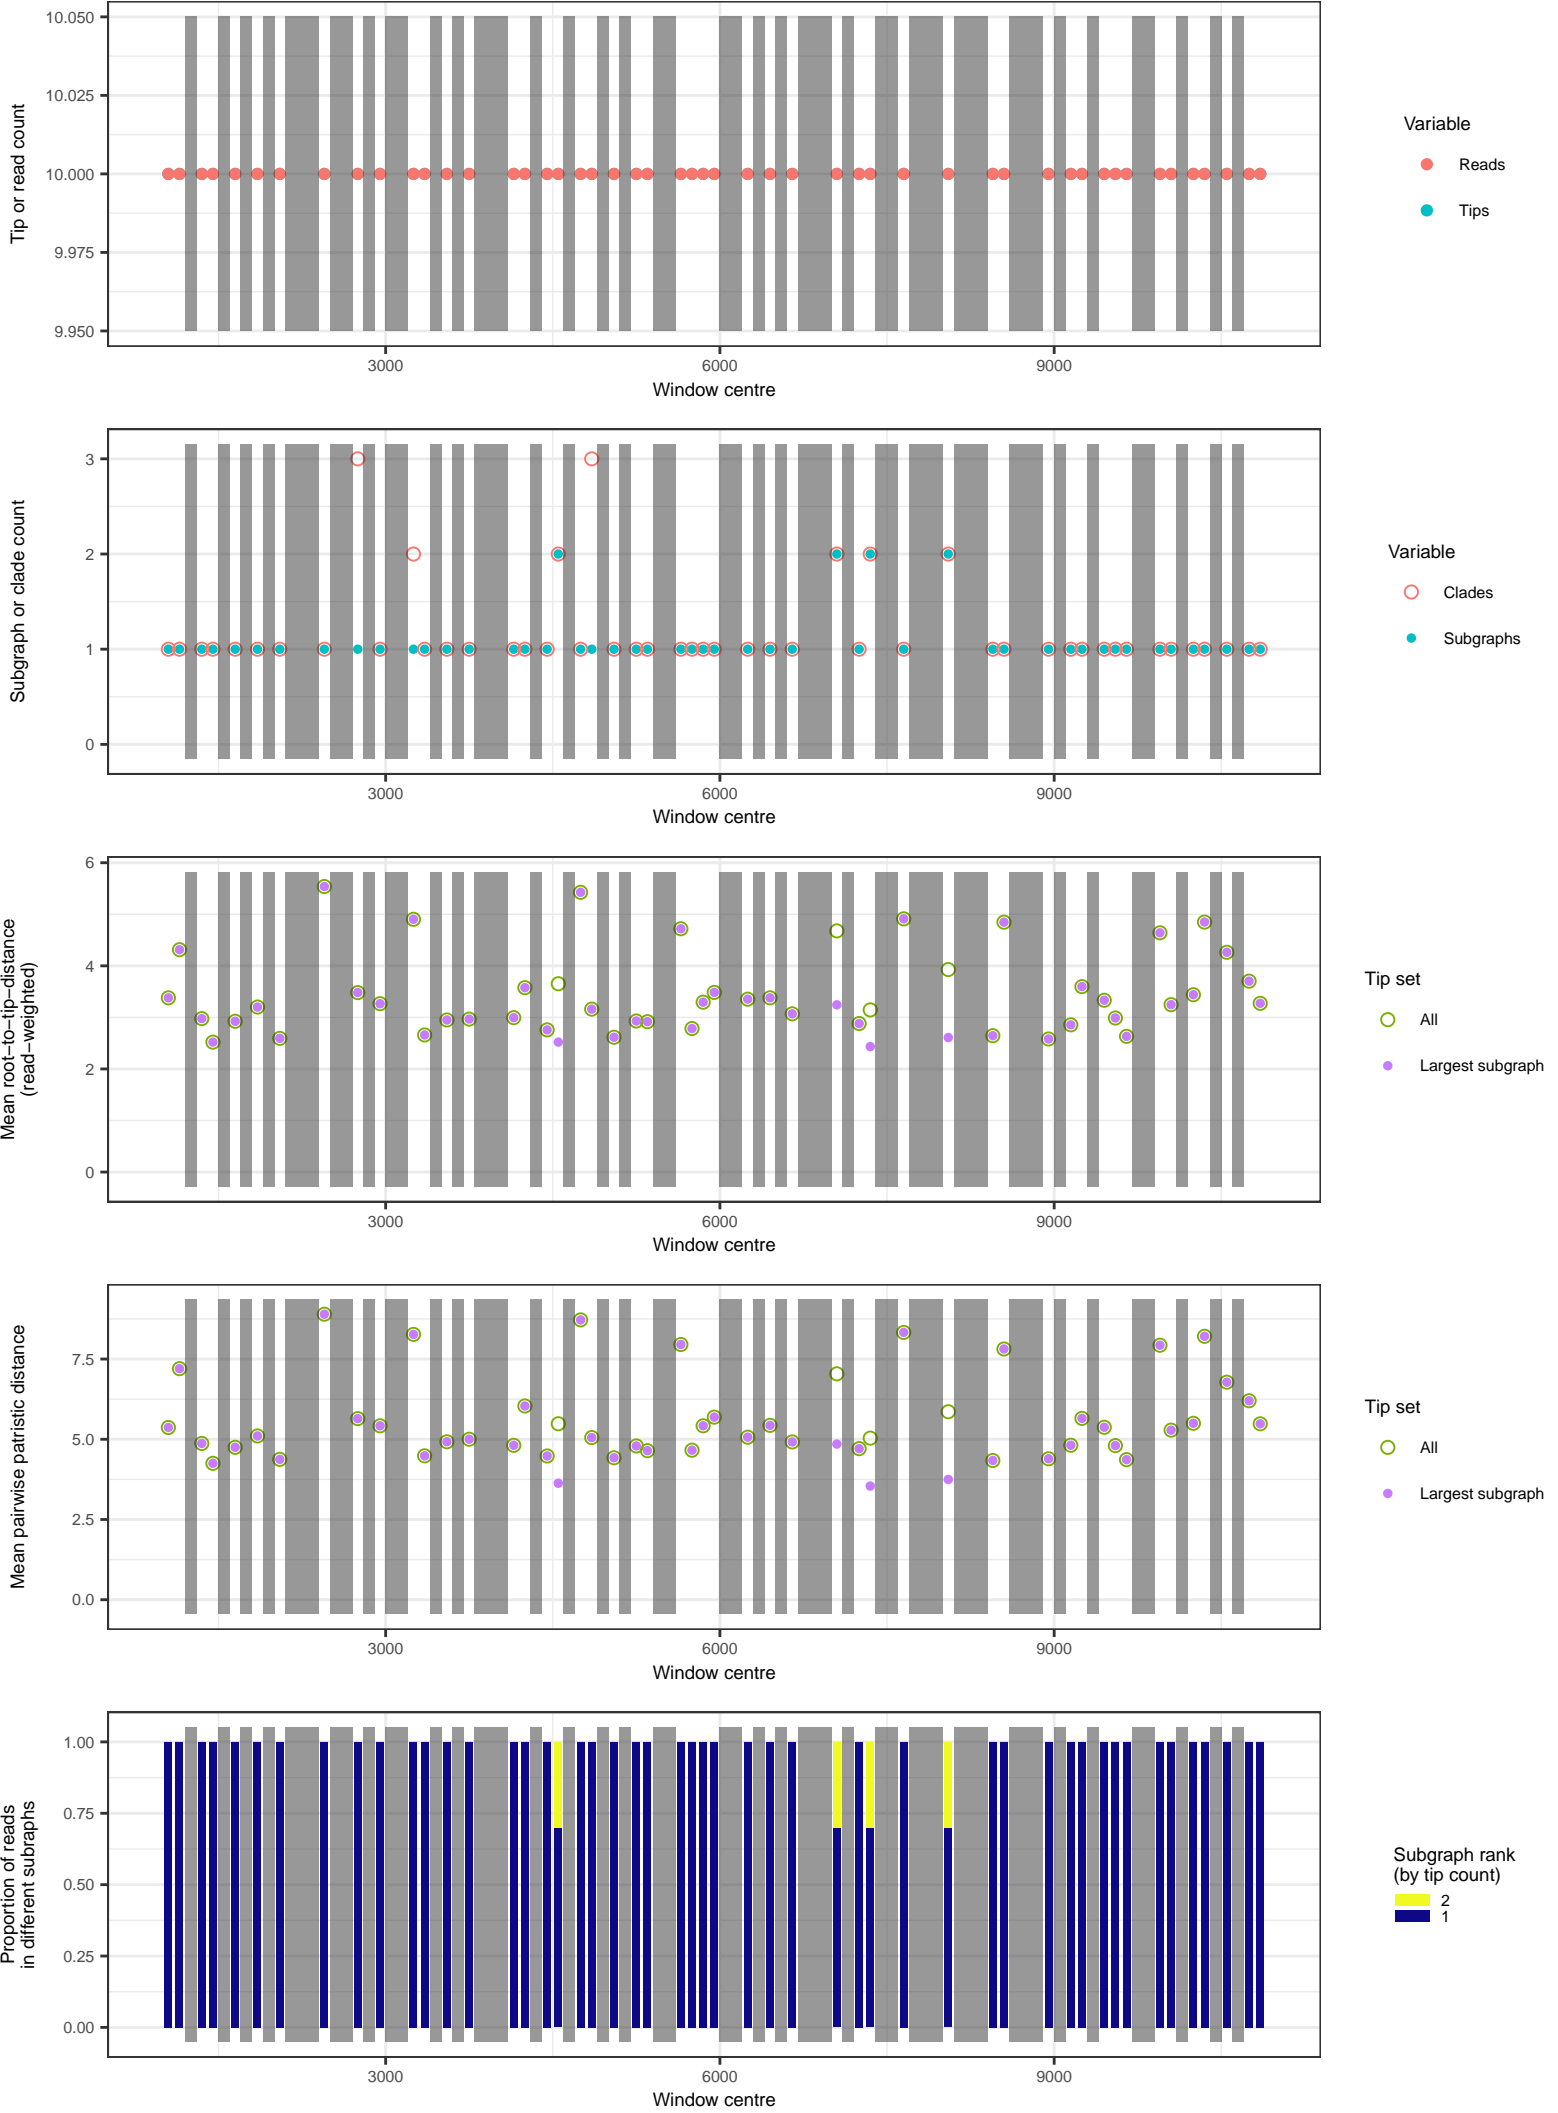 10.050
10.025
10.000
9.975
9.950
Tip or read count
3000 6000 9000
Window centre
Variable
Reads
Tips
3
2
1
0
Subgraph or clade count
3000 6000 9000
Window centre
Variable
Clades
Subgraphs
6
4
2
0
Mean root−to−tip−distance
(read−weighted)
3000 6000 9000
Window centre
Tip set
All
Largest subgraph
7.5
5.0
2.5
0.0
Mean pairwise patristic distance
3000 6000 9000
Window centre
Tip set
All
Largest subgraph
1.00
0.75
0.50
0.25
0.00
Proportion of reads
in different subraphs
3000 6000 9000
Window centre
Subgraph rank
(by tip count)
2
1